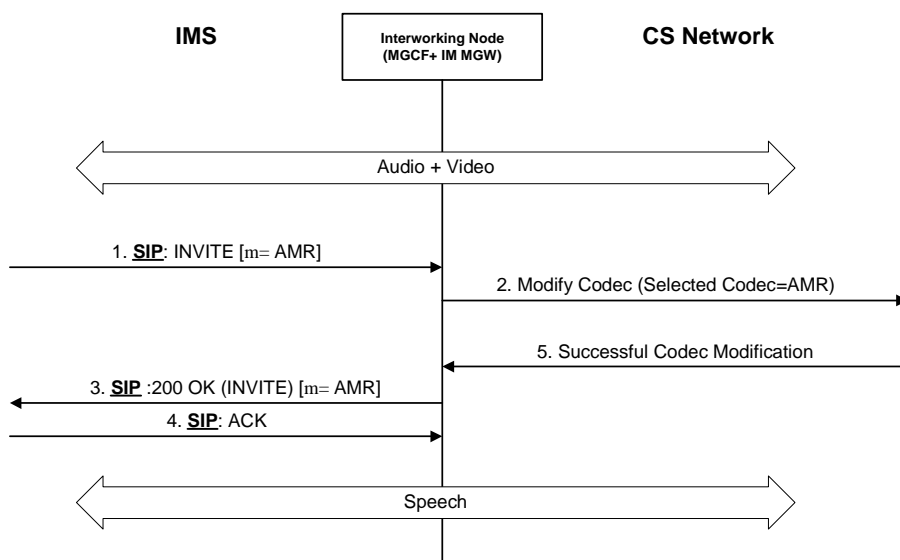 IMS
Interworking Node
(MGCF+ IM MGW)
CS Network
Audio + Video
1. SIP: INVITE [m= AMR]
2. Modify Codec (Selected Codec=AMR)
5. Successful Codec Modification
3. SIP :200 OK (INVITE) [m= AMR]
4. SIP: ACK
Speech